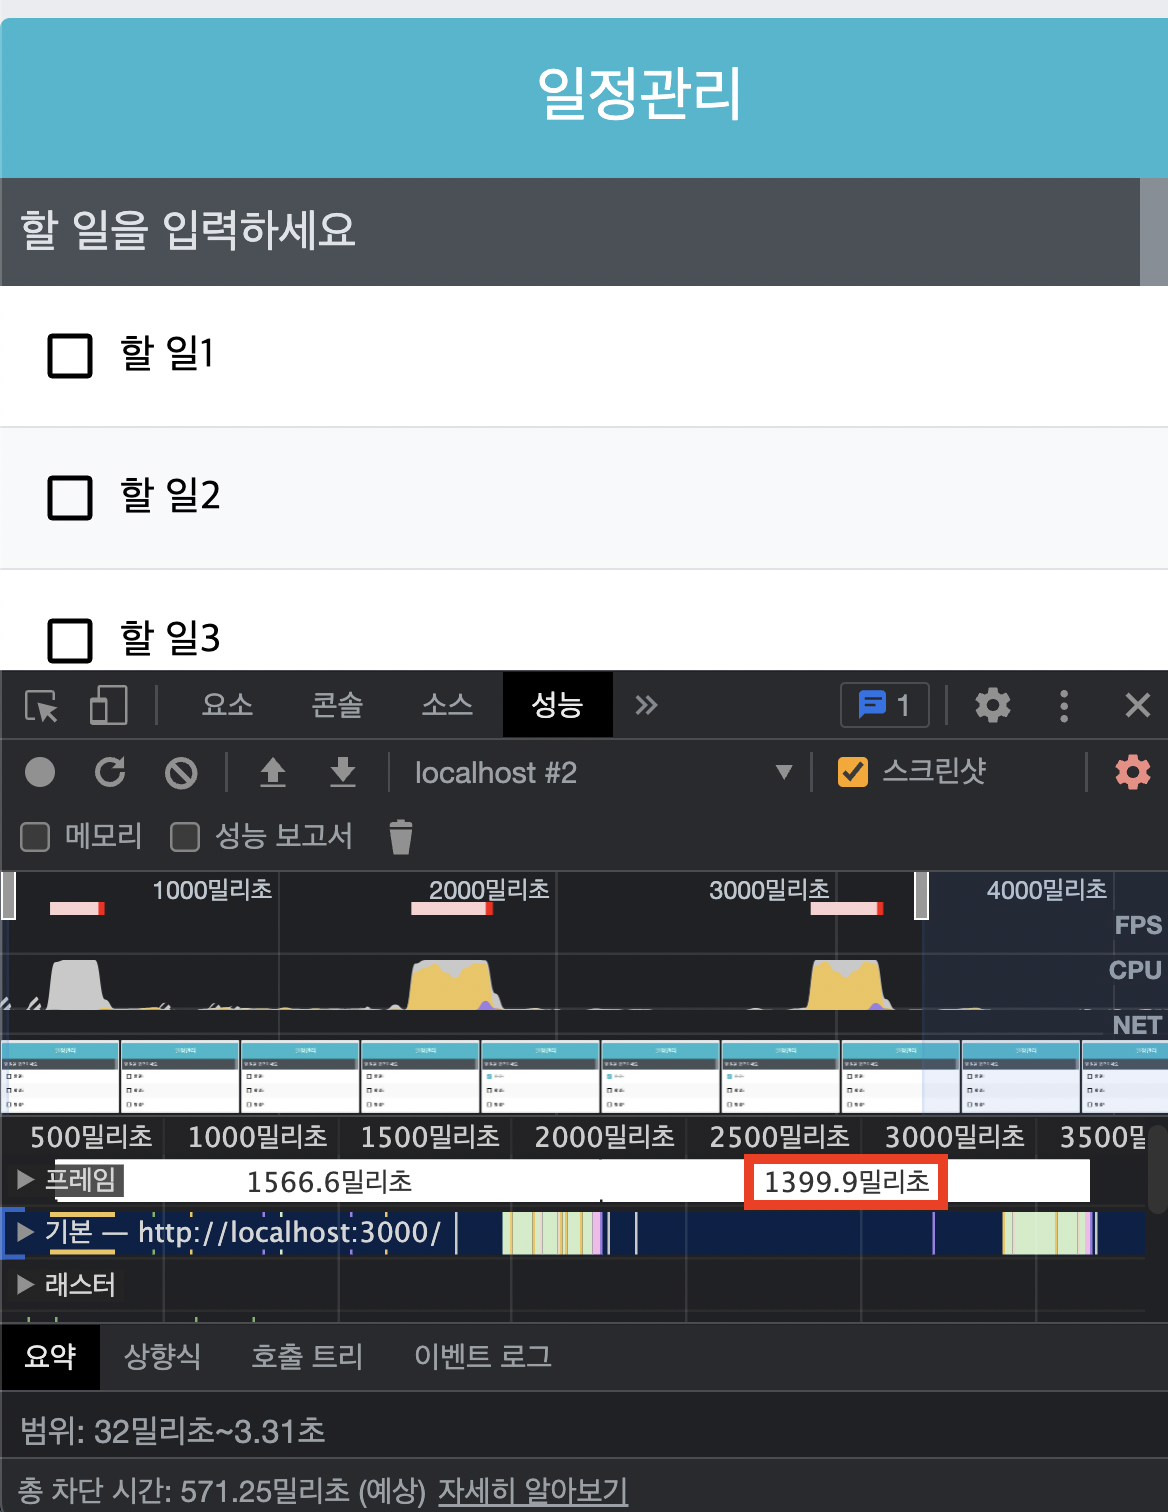 일정관리
할 일을 입력하세요
할 일1
할 일2
할 일3
요소 콘솔 소스 성능 1
localhost #2 스크린샷
메모리 성능 보고서
1000밀리초 2000밀리초 3000밀리초 4000밀리초
FPS
CPU
NET
500밀리초 1000밀리초 1500밀리초 2000밀리초 2500밀리초 3000밀리초 3500밀
프레임 1566.6밀리초 1399.9밀리초
기본 — http://localhost:3000/
래스터
요약 상향식 호출 트리 이벤트 로그
범위: 32밀리초~3.31초
총 차단 시간: 571.25밀리초 (예상) 자세히 알아보기